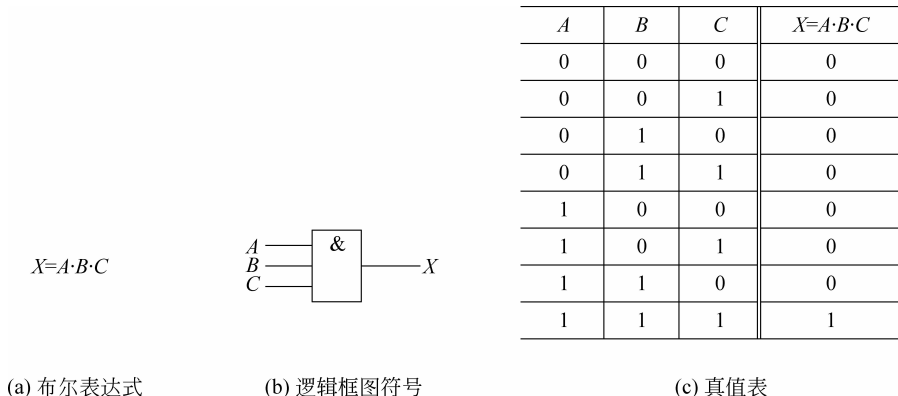 A B C X=A·B·C
0 0 0 0
0 0 1 0
0 1 0 0
0 1 1 0
1 0 0 0
1 0 1 0
1 1 0 0
1 1 1 1
X=A·B·C
&
A
B
C
X
(a) 布尔表达式
(b) 逻辑框图符号
(c) 真值表